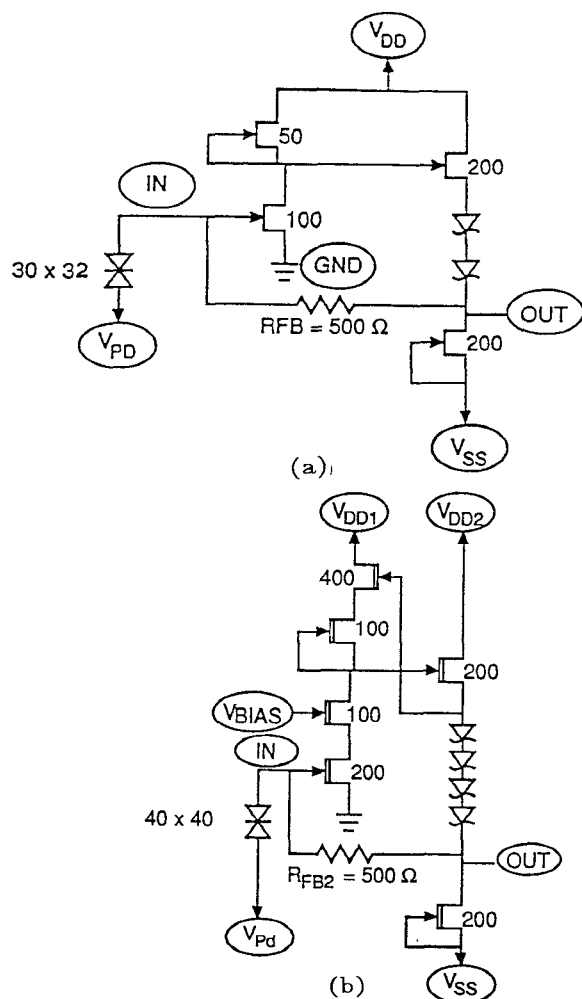 V_DD
50
200
IN
100
30 x 32
GND
RFB = 500 Ω
OUT
V_PD
200
V_SS
(a)
V_DD1
V_DD2
400
100
200
V_BIAS
100
IN
200
40 x 40
OUT
R_FB2 = 500 Ω
200
V_Pd
V_SS
(b)